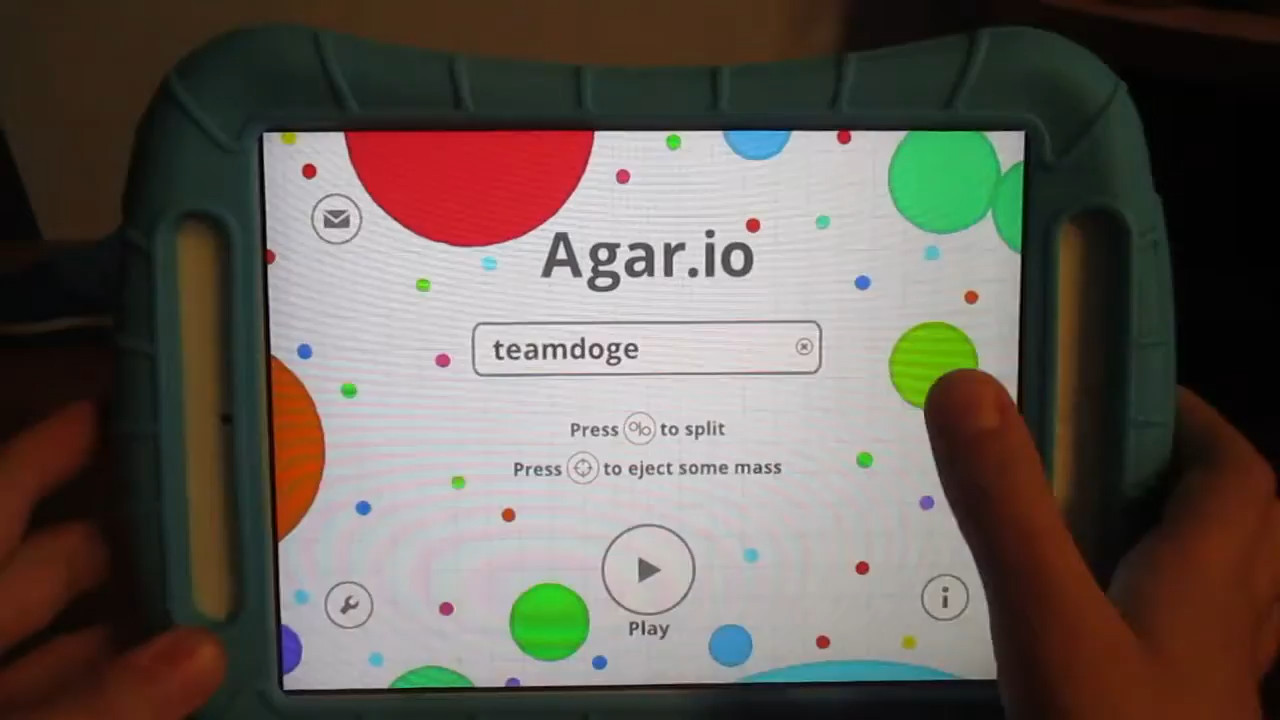 Agar.io
teamdoge
Press to split
Press to eject some mass
Play